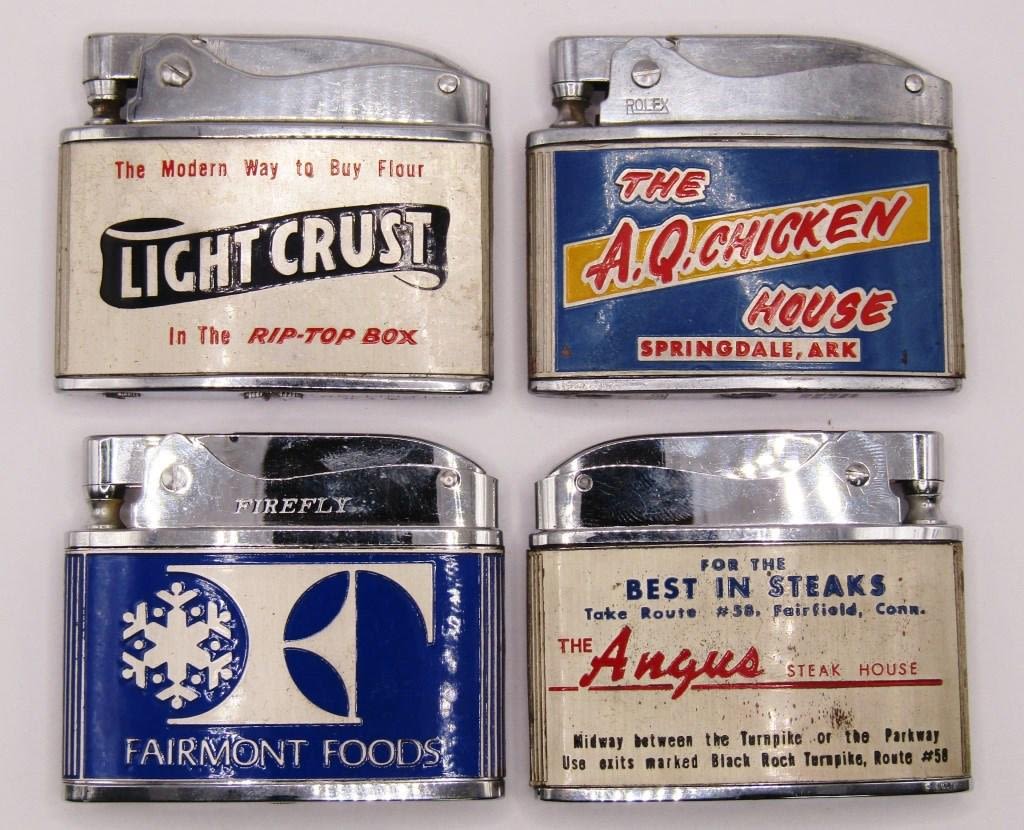 The Modern Way to Buy Flour
LIGHT CRUST
In The RIP-TOP BOX
ROLEX
THE
A.Q. CHICKEN
HOUSE
SPRINGDALE, ARK
FIREFLY
FAIRMONT FOODS
FOR THE
BEST IN STEAKS
Take Route #58, Fairfield, Conn.
THE Angus STEAK HOUSE
Midway between the Turnpike or the Parkway
Use exits marked Black Rock Turnpike, Route #58